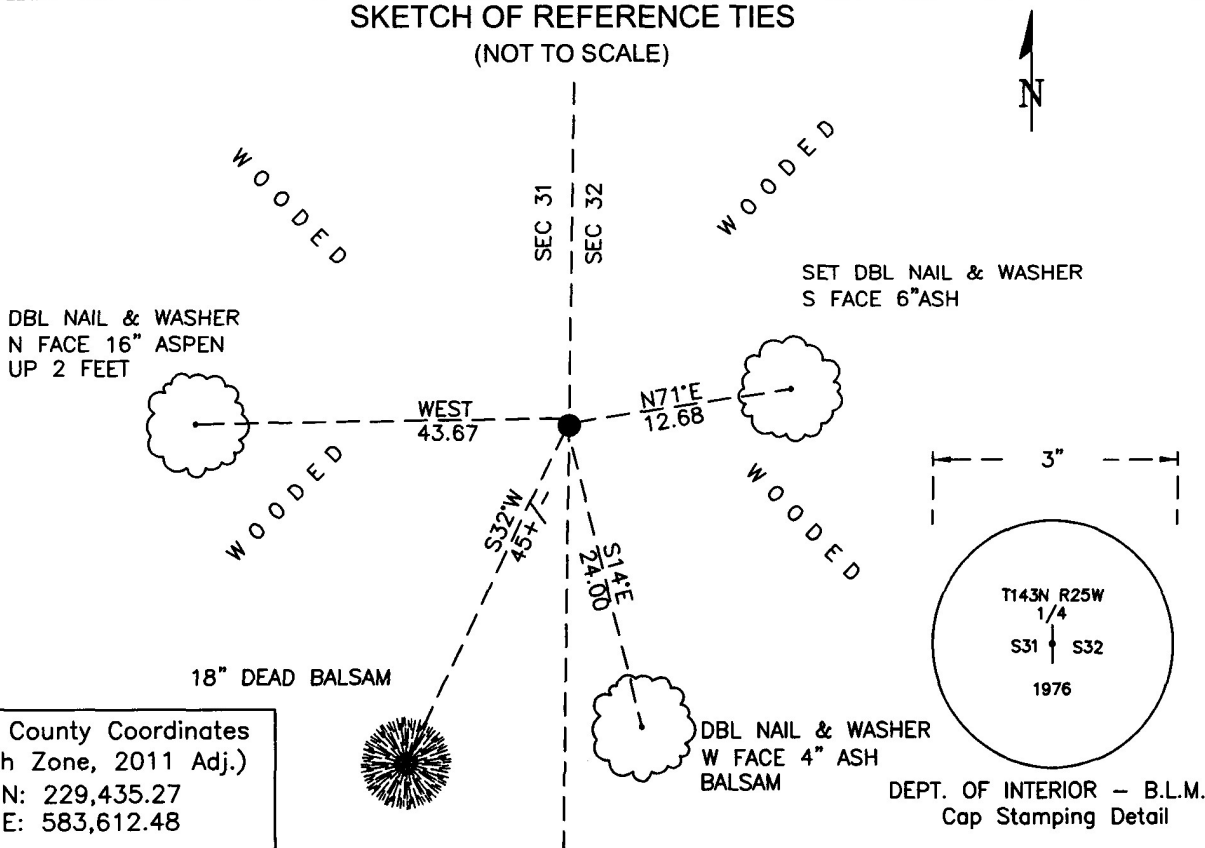 SKETCH OF REFERENCE TIES
(NOT TO SCALE)
N
WOODED
WOODED
SEC 31
SEC 32
SET DBL NAIL & WASHER
S FACE 6"ASH
DBL NAIL & WASHER
N FACE 16" ASPEN
UP 2 FEET
WEST
43.67
N71°E
12.68
WOODED
WOODED
S32°W
45+/-
S14°E
24.00
3"
T143N R25W
1/4
S31 S32
1976
18" DEAD BALSAM
DBL NAIL & WASHER
W FACE 4" ASH
BALSAM
DEPT. OF INTERIOR - B.L.M.
Cap Stamping Detail
County Coordinates
h Zone, 2011 Adj.)
N: 229,435.27
E: 583,612.48